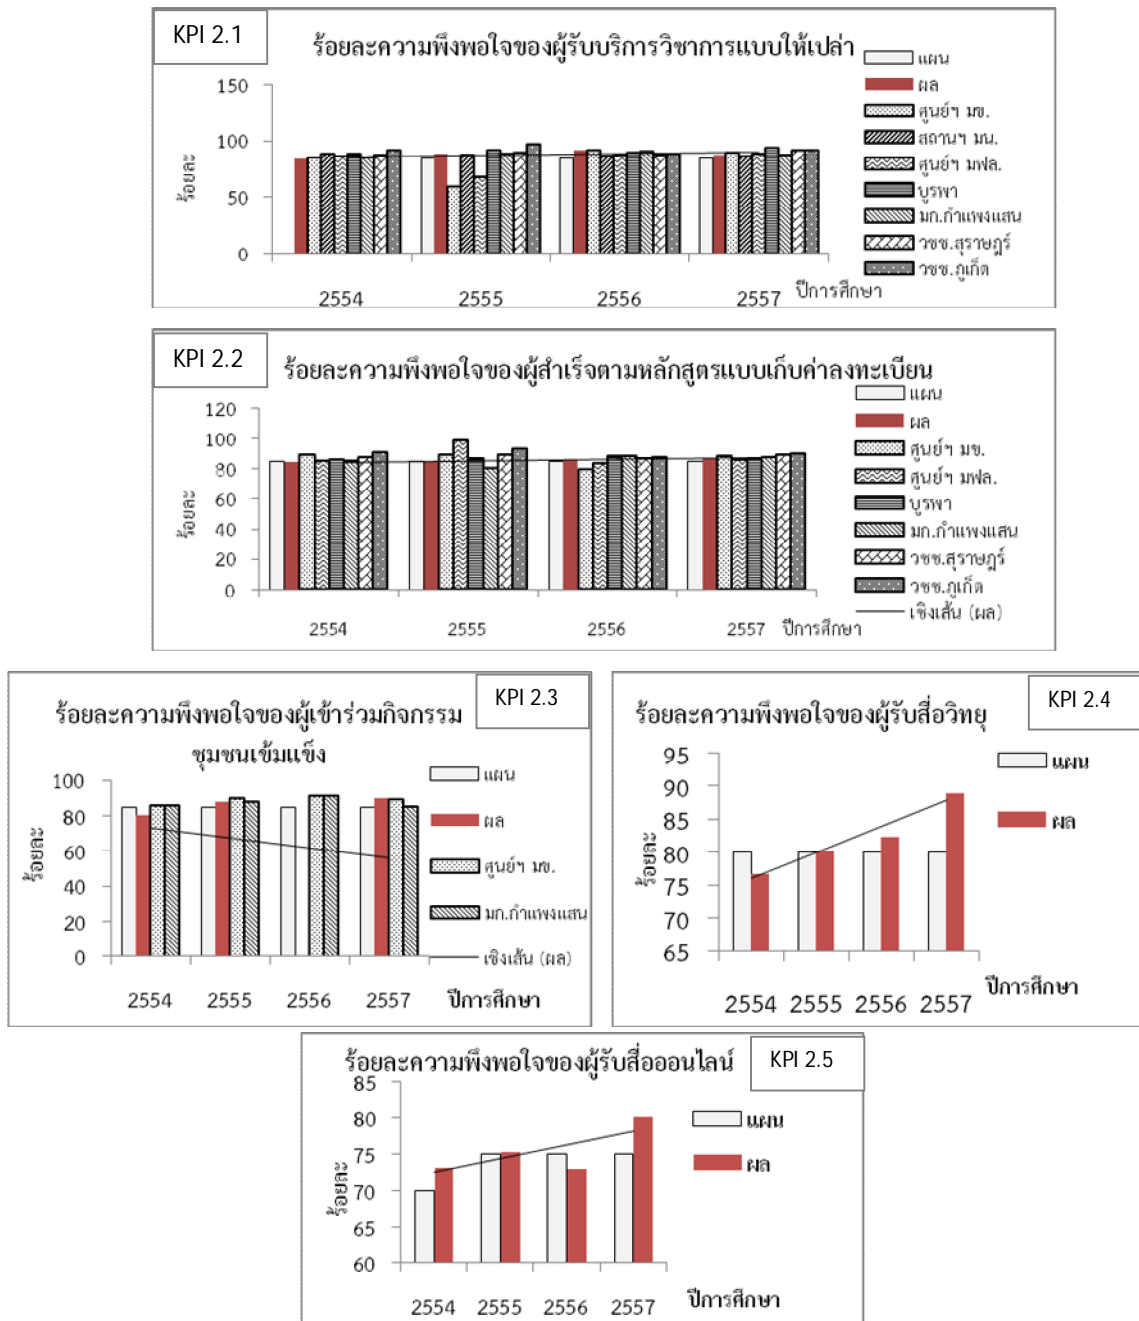 KPI 2.1
ร้อยละความพึงพอใจของผู้รับบริการวิชาการแบบให้เปล่า
ร้อยละ
150
100
50
0
2554 2555 2556 2557 ปีการศึกษา
แผน
ผล
ศูนย์ฯ มข.
สถานฯ มน.
ศูนย์ฯ มฟล.
บูรพา
มก.กำแพงแสน
วชช.สุราษฎร์
วชช.ภูเก็ต
KPI 2.2
ร้อยละความพึงพอใจของผู้สำเร็จตามหลักสูตรแบบเก็บค่าลงทะเบียน
ร้อยละ
120
100
80
60
40
20
0
2554 2555 2556 2557 ปีการศึกษา
แผน
ผล
ศูนย์ฯ มข.
ศูนย์ฯ มฟล.
บูรพา
มก.กำแพงแสน
วชช.สุราษฎร์
วชช.ภูเก็ต
เชิงเส้น (ผล)
KPI 2.3
ร้อยละความพึงพอใจของผู้เข้าร่วมกิจกรรม
ชุมชนเข้มแข็ง
ร้อยละ
100
80
60
40
20
0
2554 2555 2556 2557 ปีการศึกษา
แผน
ผล
ศูนย์ฯ มข.
มก.กำแพงแสน
เชิงเส้น (ผล)
KPI 2.4
ร้อยละความพึงพอใจของผู้รับสื่อวิทยุ
ร้อยละ
95
90
85
80
75
70
65
2554 2555 2556 2557 ปีการศึกษา
แผน
ผล
KPI 2.5
ร้อยละความพึงพอใจของผู้รับสื่อออนไลน์
ร้อยละ
85
80
75
70
65
60
2554 2555 2556 2557 ปีการศึกษา
แผน
ผล